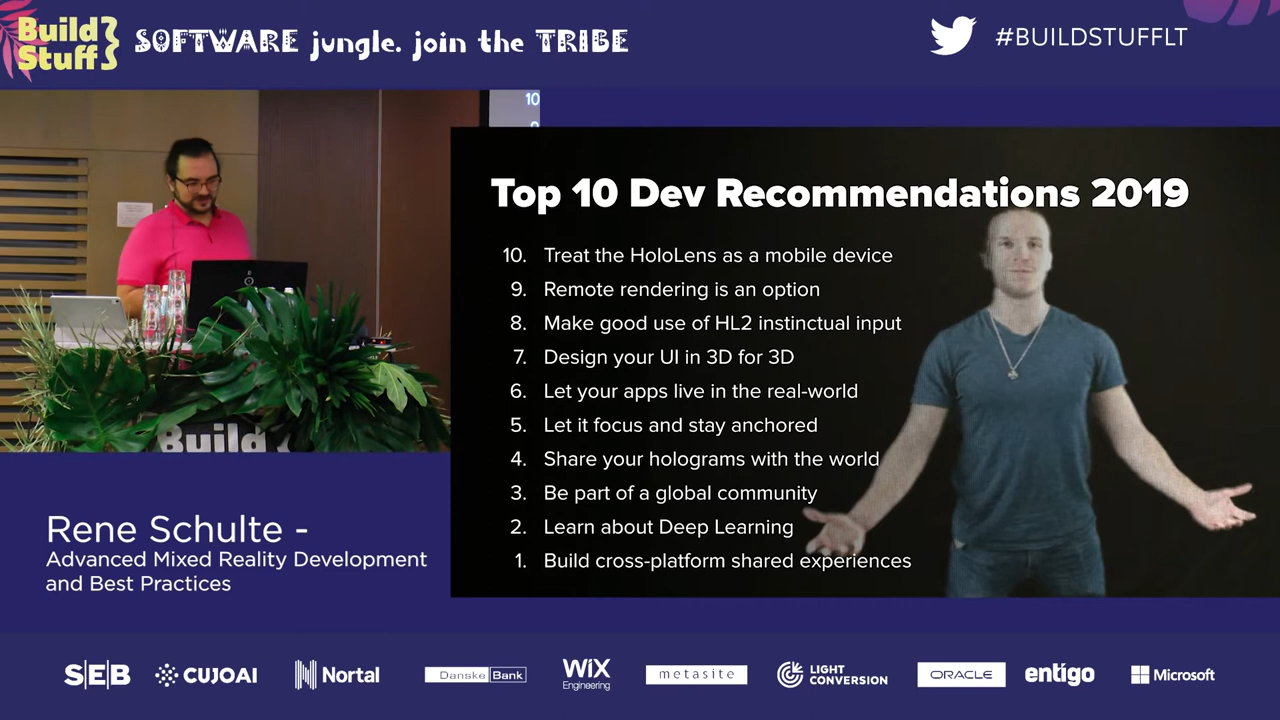 Build
Stuff
SOFTWARE jungle. join the TRIBE
#BUILDSTUFFLT
10
Top 10 Dev Recommendations 2019
10. Treat the HoloLens as a mobile device
9. Remote rendering is an option
8. Make good use of HL2 instinctual input
7. Design your UI in 3D for 3D
6. Let your apps live in the real-world
5. Let it focus and stay anchored
4. Share your holograms with the world
3. Be part of a global community
2. Learn about Deep Learning
1. Build cross-platform shared experiences
Build
Rene Schulte -
Advanced Mixed Reality Development
and Best Practices
SEB
CUJOAI
Nortal
Danske Bank
WiX
Engineering
metasite
LIGHT
CONVERSION
ORACLE
entigo
Microsoft